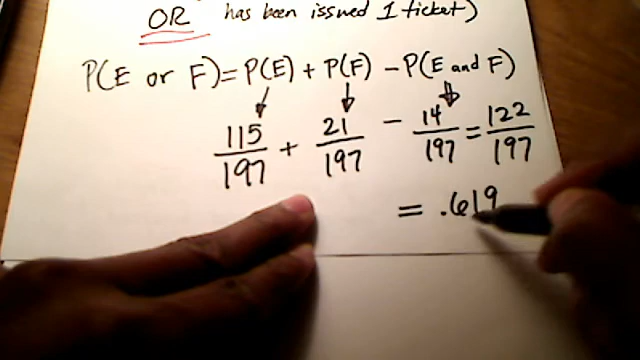 OR has been issued 1 ticket)
P(E or F) = P(E) + P(F) - P(E and F)
115/197 + 21/197 - 14/197 = 122/197
= .619